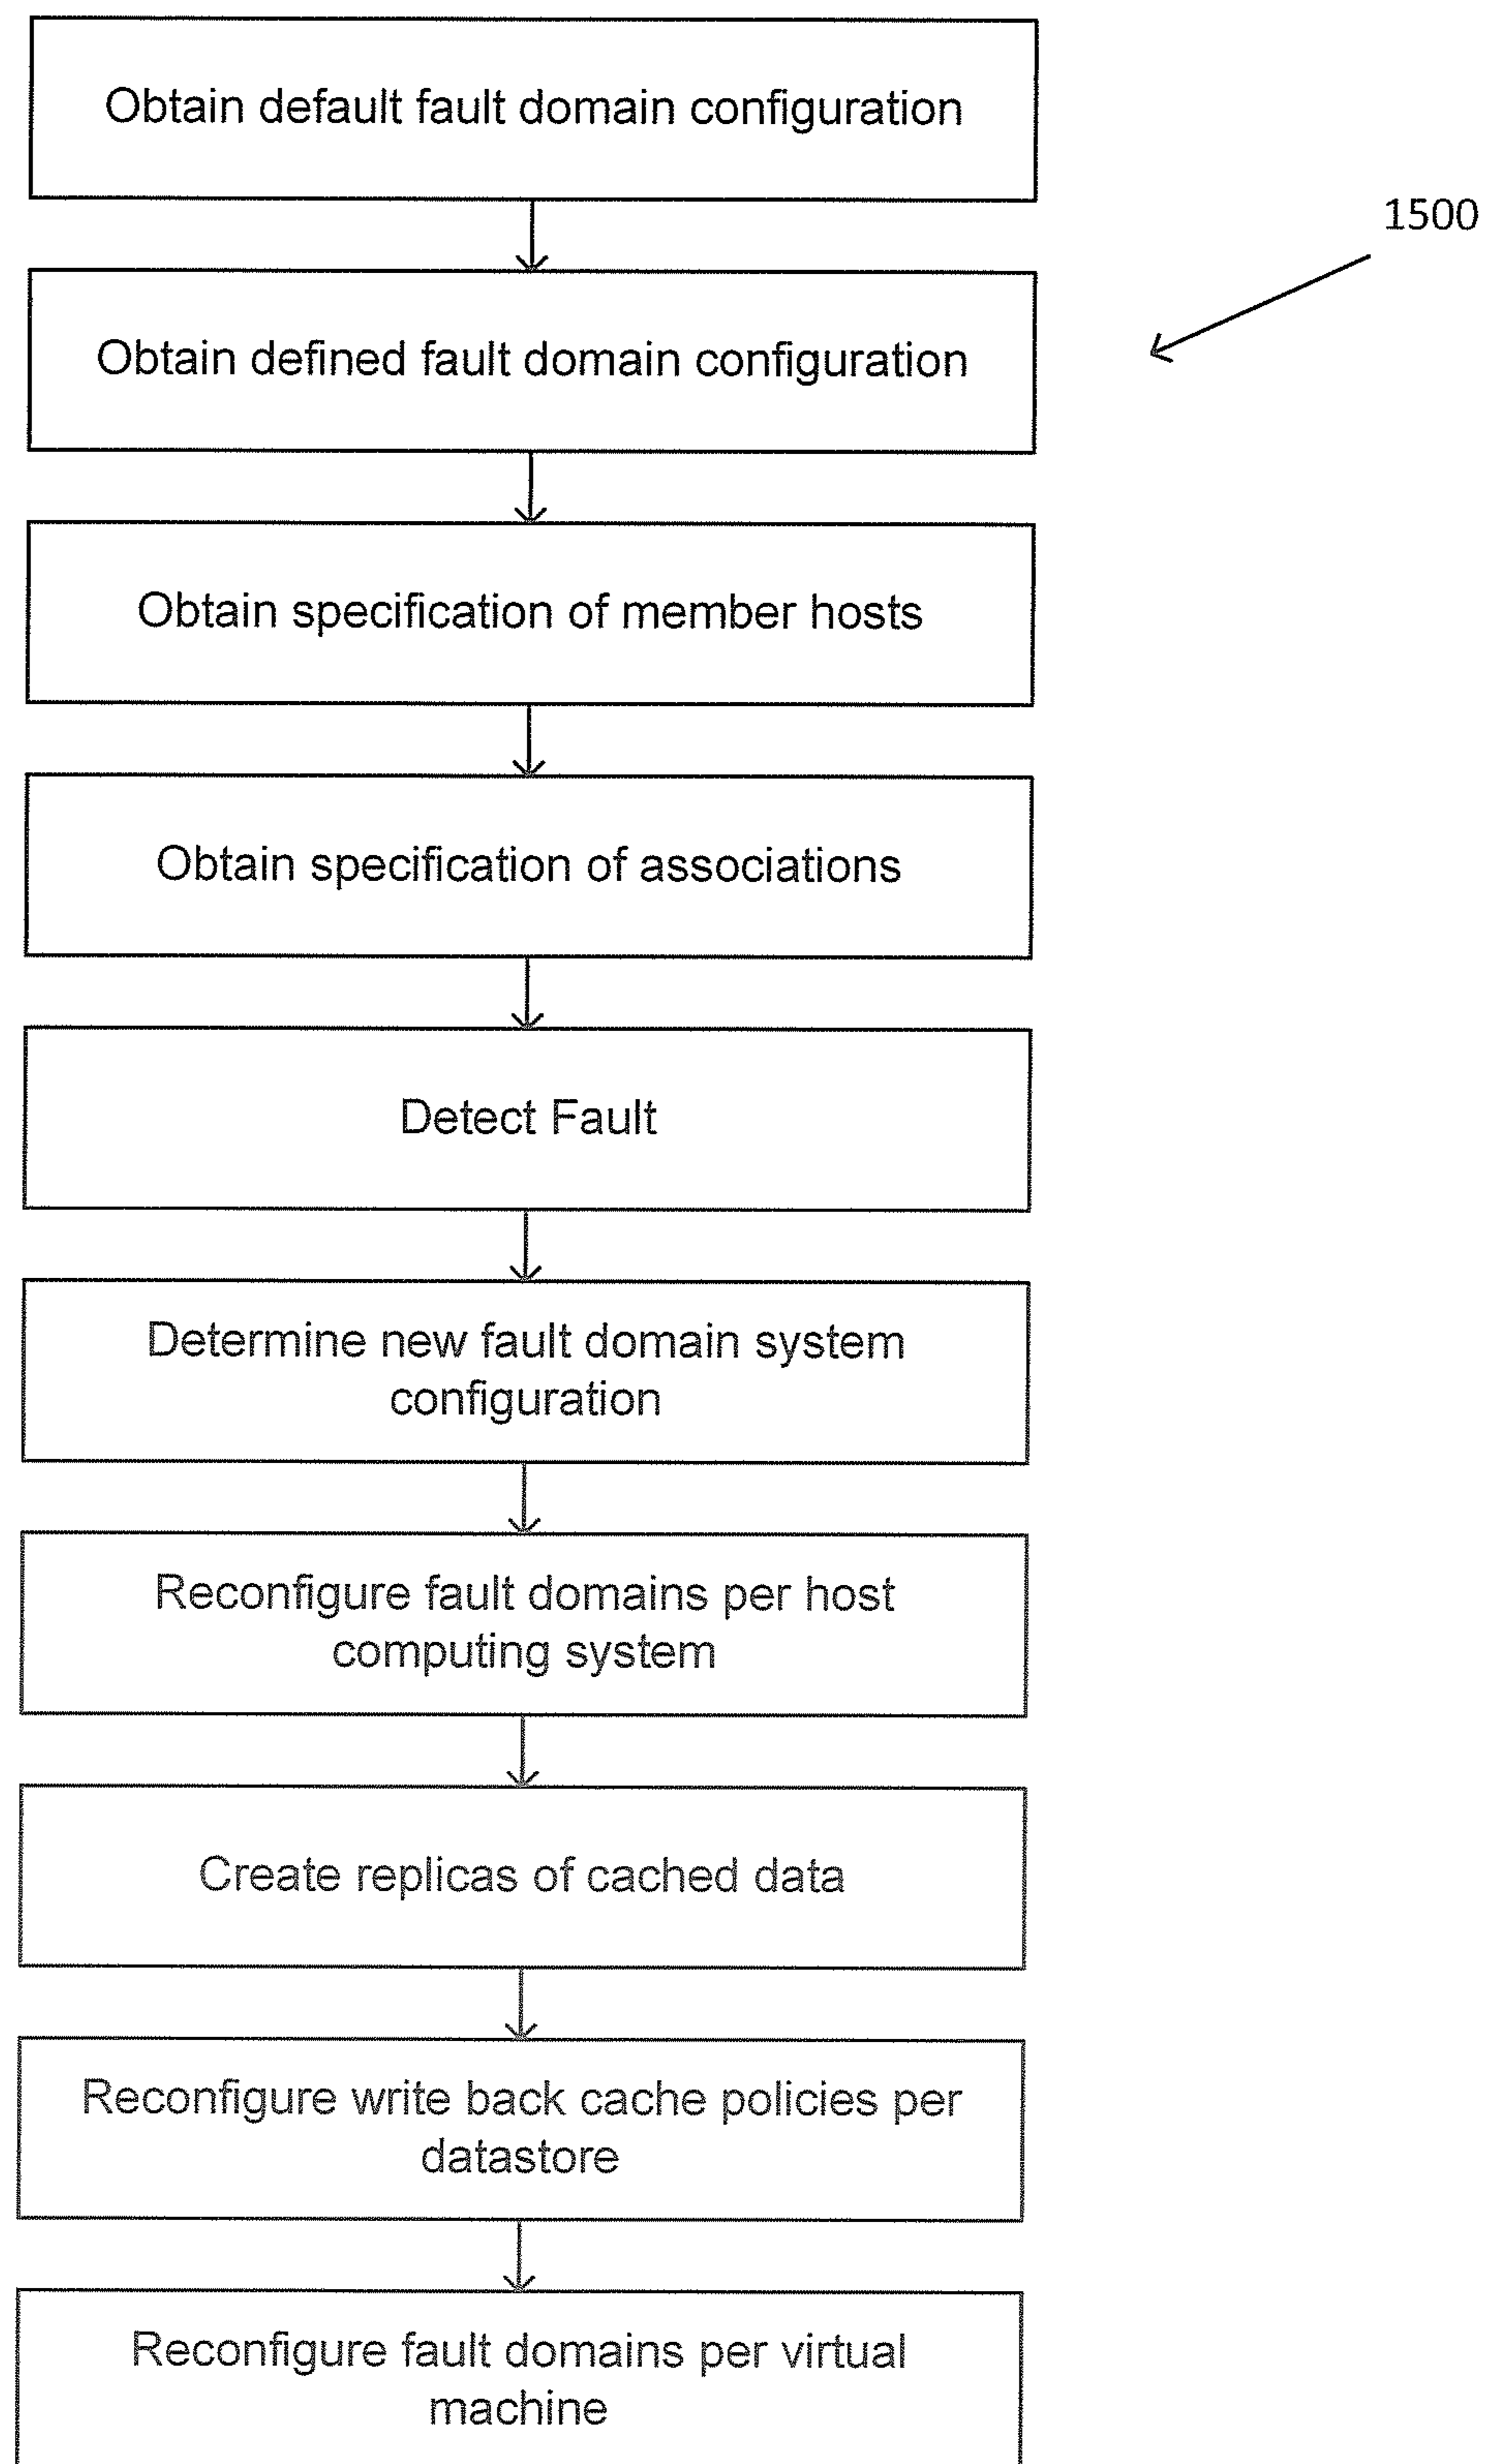 Obtain default fault domain configuration
1500
Obtain defined fault domain configuration
Obtain specification of member hosts
Obtain specification of associations
Detect Fault
Determine new fault domain system
configuration
Reconfigure fault domains per host
computing system
Create replicas of cached data
Reconfigure write back cache policies per
datastore
Reconfigure fault domains per virtual
machine